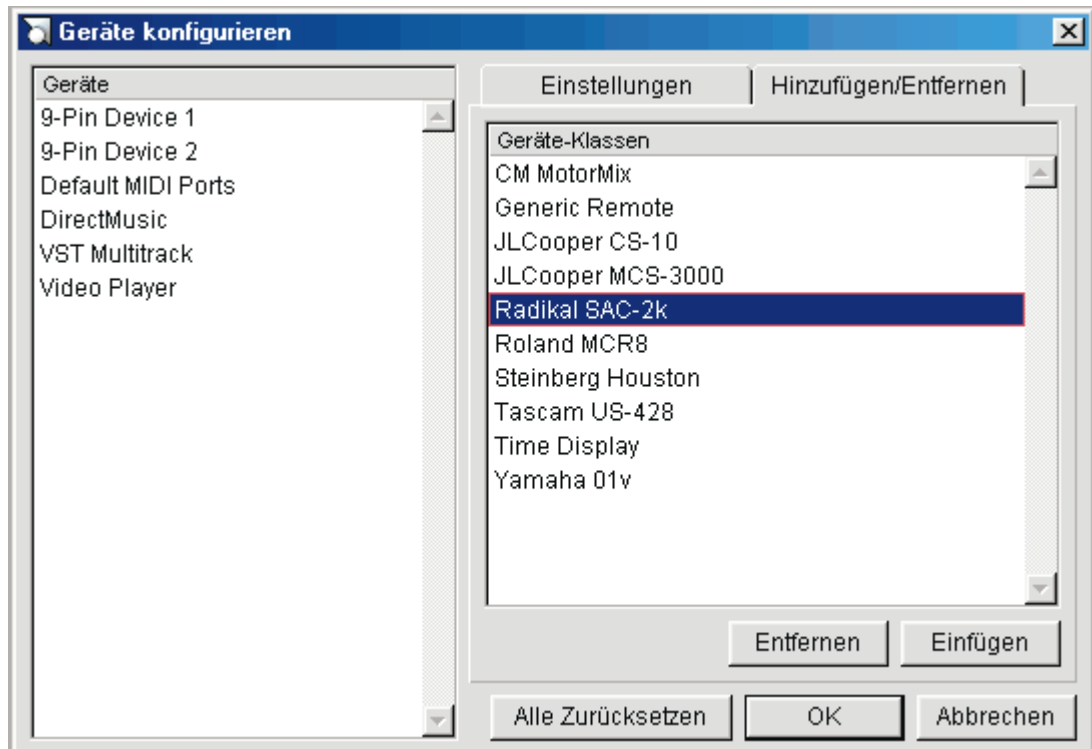 Geräte konfigurieren
Geräte
9-Pin Device 1
9-Pin Device 2
Default MIDI Ports
DirectMusic
VST Multitrack
Video Player
Einstellungen
Hinzufügen/Entfernen
Geräte-Klassen
CM MotorMix
Generic Remote
JLCooper CS-10
JLCooper MCS-3000
Radikal SAC-2k
Roland MCR8
Steinberg Houston
Tascam US-428
Time Display
Yamaha 01v
Entfernen
Einfügen
Alle Zurücksetzen
OK
Abbrechen